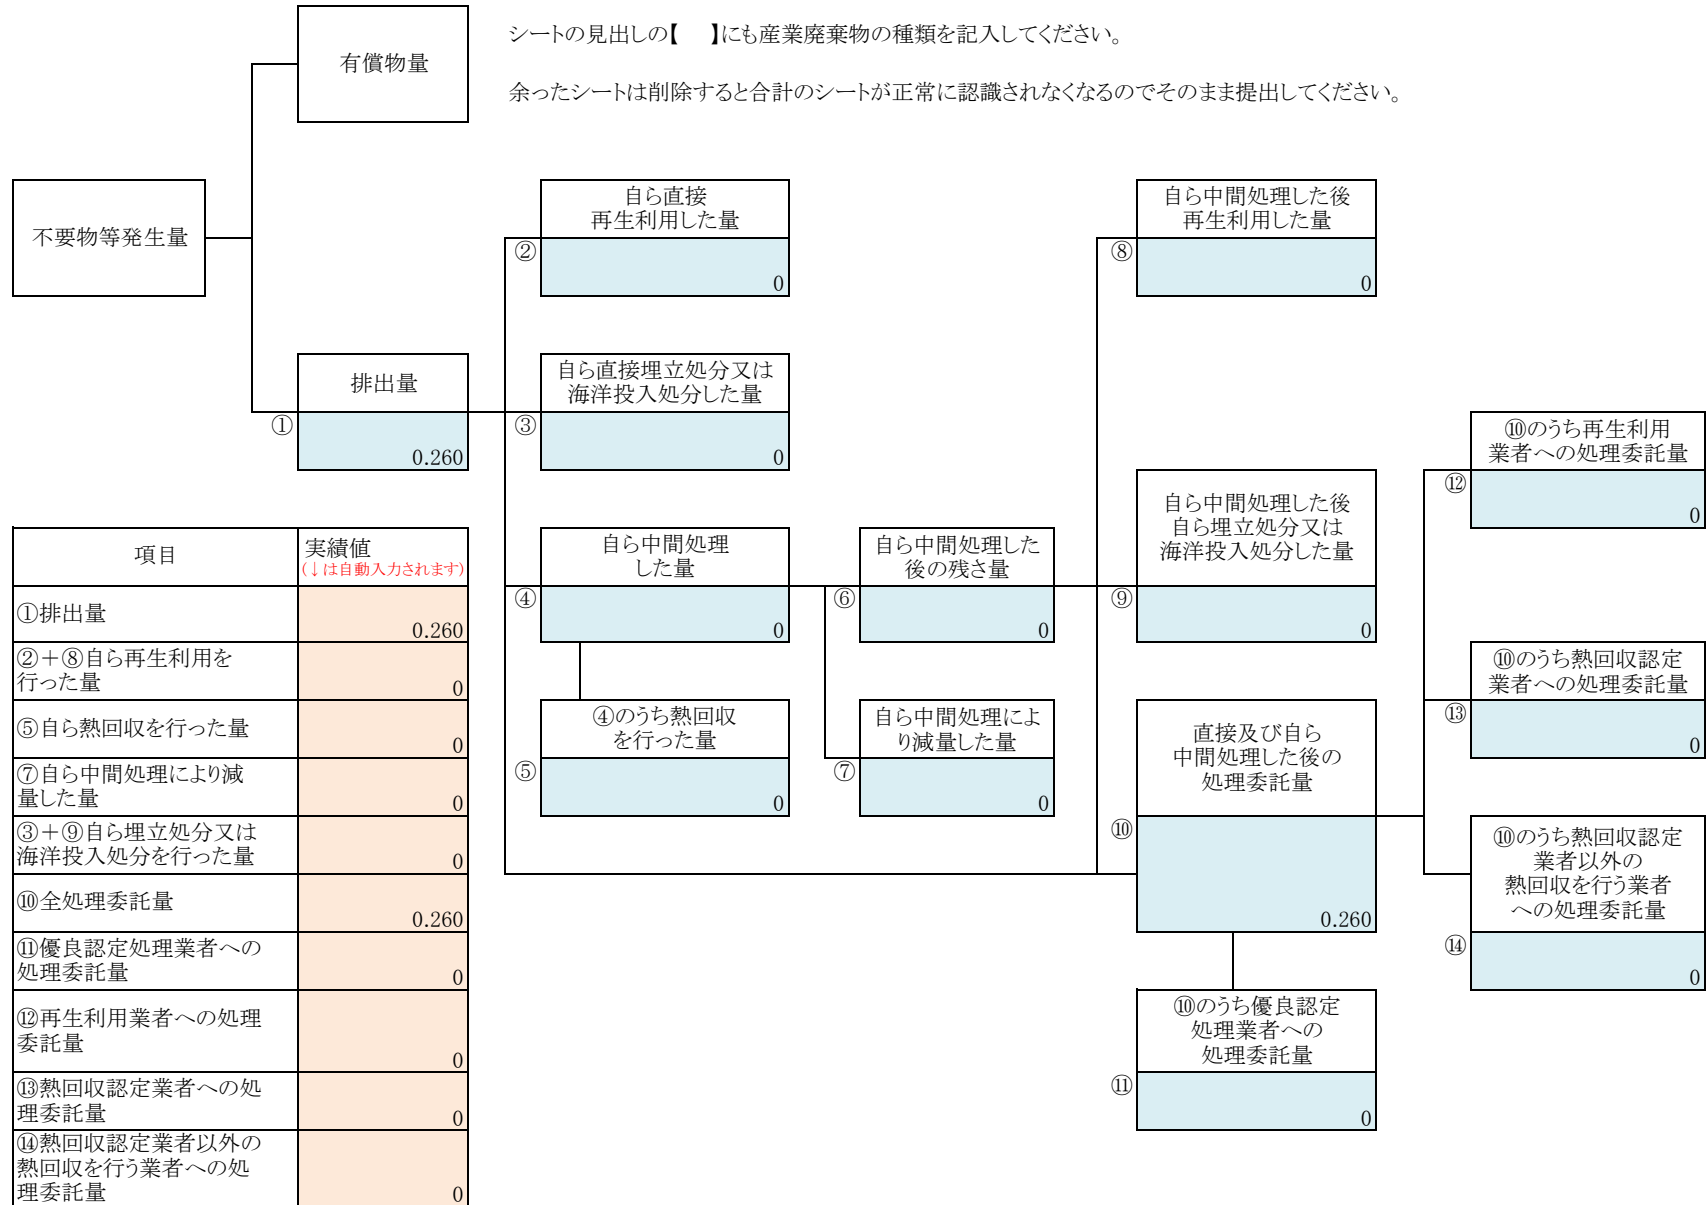 シートの見出しの【　】にも産業廃棄物の種類を記入してください。
余ったシートは削除すると合計のシートが正常に認識されなくなるのでそのまま提出してください。
有償物量
不要物等発生量
排出量
①
0.260
自ら直接
再生利用した量
②
0
自ら直接埋立処分又は
海洋投入処分した量
③
0
自ら中間処理
した量
④
0
④のうち熱回収
を行った量
⑤
0
自ら中間処理した
後の残さ量
⑥
0
自ら中間処理によ
り減量した量
⑦
0
自ら中間処理した後
再生利用した量
⑧
0
自ら中間処理した後
自ら埋立処分又は
海洋投入処分した量
⑨
0
直接及び自ら
中間処理した後の
処理委託量
⑩
0.260
⑩のうち優良認定
処理業者への
処理委託量
⑪
0
⑩のうち再生利用
業者への処理委託量
⑫
0
⑩のうち熱回収認定
業者への処理委託量
⑬
0
⑩のうち熱回収認定
業者以外の
熱回収を行う業者
への処理委託量
⑭
0
項目
実績値
(↓は自動入力されます)
①排出量
0.260
②＋⑧自ら再生利用を
行った量
0
⑤自ら熱回収を行った量
0
⑦自ら中間処理により減
量した量
0
③＋⑨自ら埋立処分又は
海洋投入処分を行った量
0
⑩全処理委託量
0.260
⑪優良認定処理業者への
処理委託量
0
⑫再生利用業者への処理
委託量
0
⑬熱回収認定業者への処
理委託量
0
⑭熱回収認定業者以外の
熱回収を行う業者への処
理委託量
0